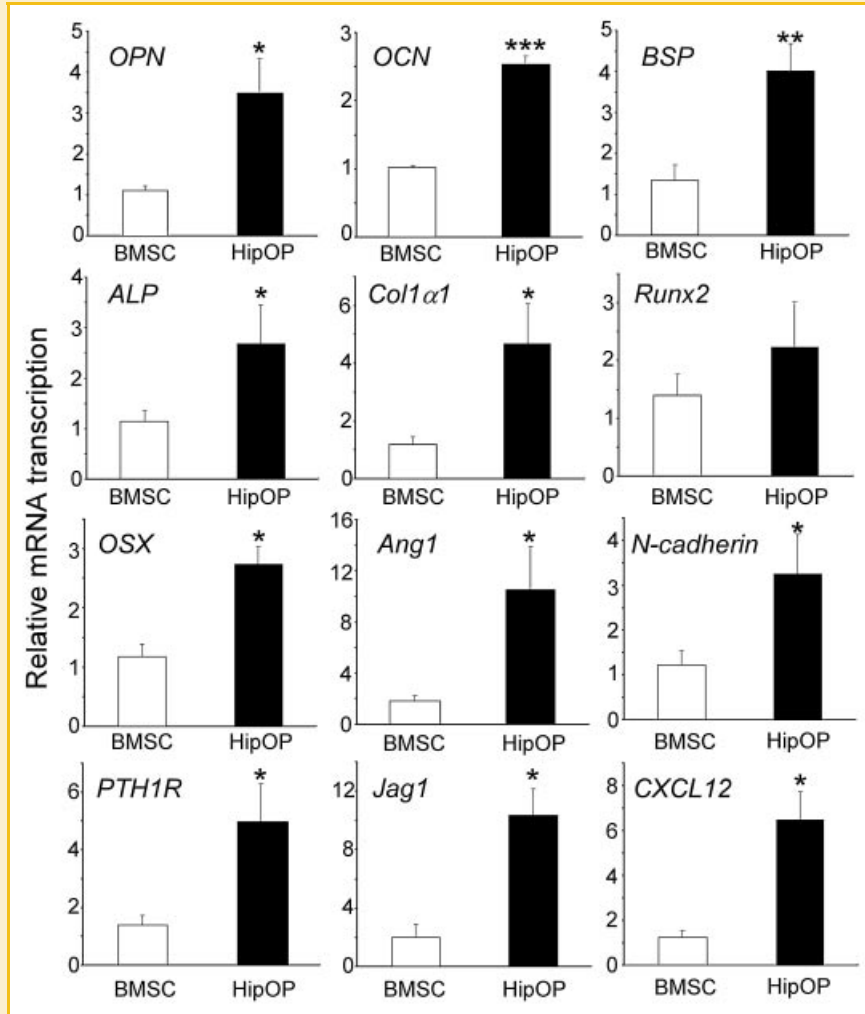 Relative mRNA transcription
OPN * 5 4 3 2 1 0 BMSC HipOP
OCN *** 3 2 1 0 BMSC HipOP
BSP ** 5 4 3 2 1 0 BMSC HipOP
ALP * 4 3 2 1 0 BMSC HipOP
Col1α1 * 6 4 2 0 BMSC HipOP
Runx2 3 2 1 0 BMSC HipOP
OSX * 3 2 1 0 BMSC HipOP
Ang1 * 16 12 8 4 0 BMSC HipOP
N-cadherin * 4 3 2 1 0 BMSC HipOP
PTH1R * 6 4 2 0 BMSC HipOP
Jag1 * 12 8 4 2 0 BMSC HipOP
CXCL12 * 8 6 4 2 0 BMSC HipOP